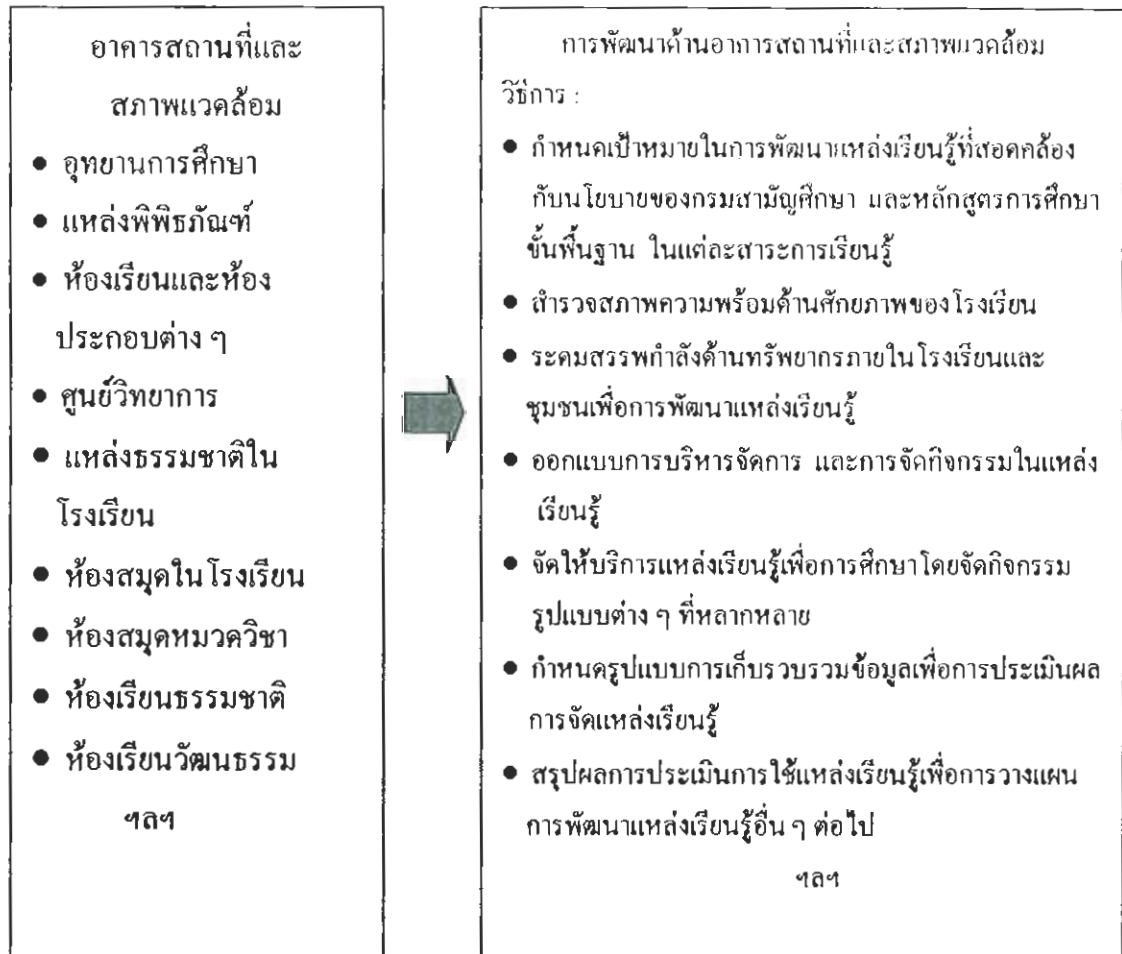 อาคารสถานที่และ
สภาพแวดล้อม
● อุทยานการศึกษา
● แหล่งพิพิธภัณฑ์
● ห้องเรียนและห้อง
ประกอบต่าง ๆ
● ศูนย์วิทยาการ
● แหล่งธรรมชาติใน
โรงเรียน
● ห้องสมุดในโรงเรียน
● ห้องสมุดหมวดวิชา
● ห้องเรียนธรรมชาติ
● ห้องเรียนวัฒนธรรม
ฯลฯ
การพัฒนาด้านอาการสถานที่และสภาพแวดล้อม
วิธีการ :
● กำหนดเป้าหมายในการพัฒนาแหล่งเรียนรู้ที่สอดคล้อง
กับนโยบายของกรมสามัญศึกษา และหลักสูตรการศึกษา
ขั้นพื้นฐาน ในแต่ละสาระการเรียนรู้
● สำรวจสภาพความพร้อมด้านศักยภาพของโรงเรียน
● ระดมสรรพกำลังด้านทรัพยากรภายในโรงเรียนและ
ชุมชนเพื่อการพัฒนาแหล่งเรียนรู้
● ออกแบบการบริหารจัดการ และการจัดกิจกรรมในแหล่ง
เรียนรู้
● จัดให้บริการแหล่งเรียนรู้เพื่อการศึกษาโดยจัดกิจกรรม
รูปแบบต่าง ๆ ที่หลากหลาย
● กำหนดรูปแบบการเก็บรวบรวมข้อมูลเพื่อการประเมินผล
การจัดแหล่งเรียนรู้
● สรุปผลการประเมินการใช้แหล่งเรียนรู้เพื่อการวางแผน
การพัฒนาแหล่งเรียนรู้อื่น ๆ ต่อไป
ฯลฯ